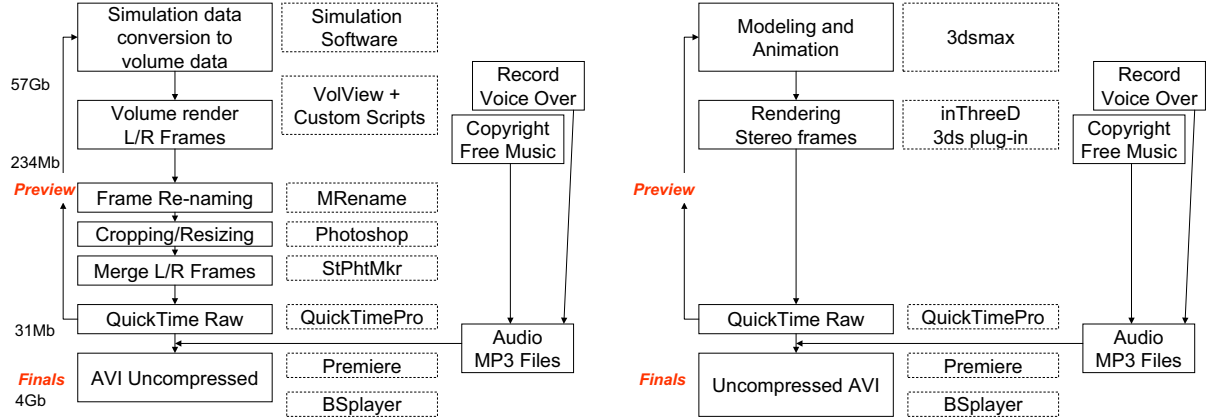 Simulation data
conversion to
volume data
Simulation
Software
57Gb
Volume render
L/R Frames
VolView +
Custom Scripts
Record
Voice Over
Copyright
Free Music
234Mb
Preview
Frame Re-naming
MRename
Cropping/Resizing
Photoshop
Merge L/R Frames
StPhtMkr
QuickTime Raw
QuickTimePro
31Mb
Audio
MP3 Files
Finals
4Gb
AVI Uncompressed
Premiere
BSplayer
Modeling and
Animation
3dsmax
Rendering
Stereo frames
inThreeD
3ds plug-in
Record
Voice Over
Copyright
Free Music
Preview
QuickTime Raw
QuickTimePro
Audio
MP3 Files
Finals
Uncompressed AVI
Premiere
BSplayer